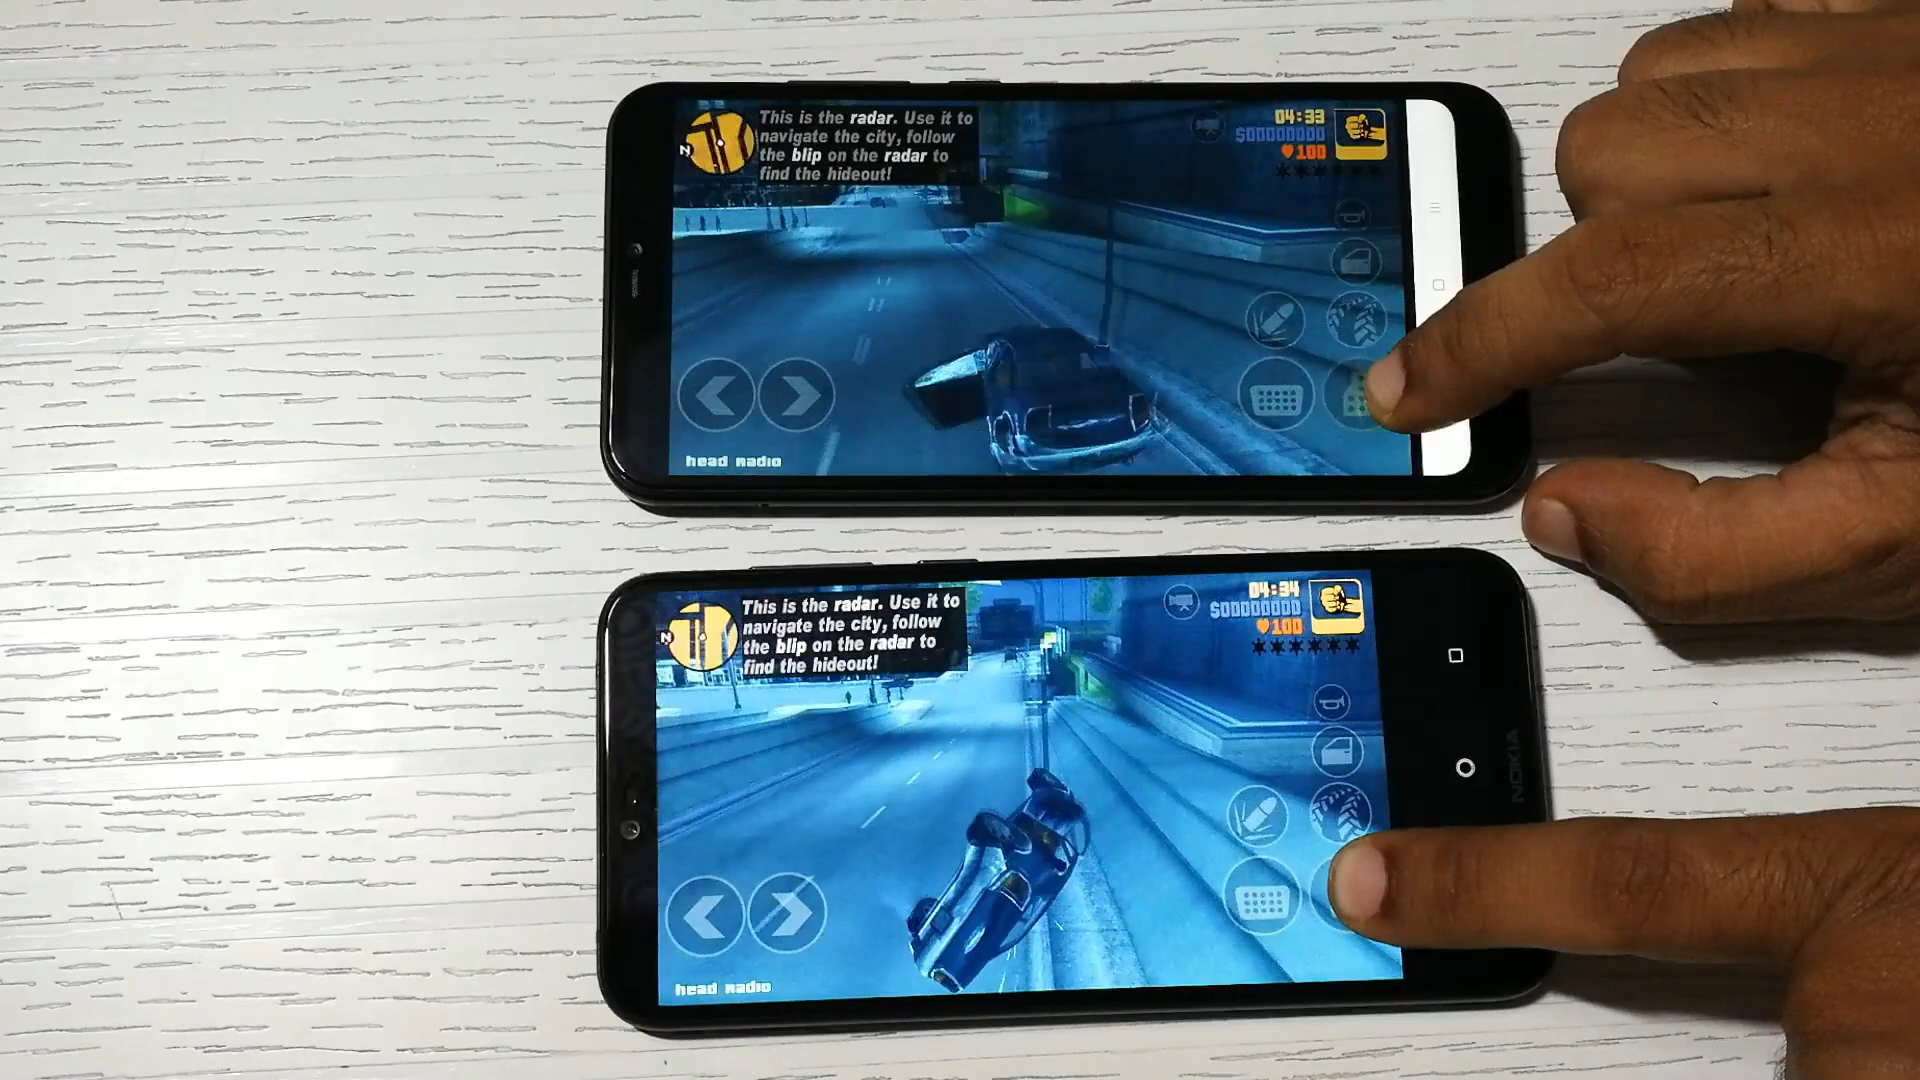 This is the radar. Use it to
navigate the city, follow
the blip on the radar to
find the hideout!
04:33
$00000000
100
N
head radio
This is the radar. Use it to
navigate the city, follow
the blip on the radar to
find the hideout!
04:34
$00000000
100
N
head radio
NOKIA